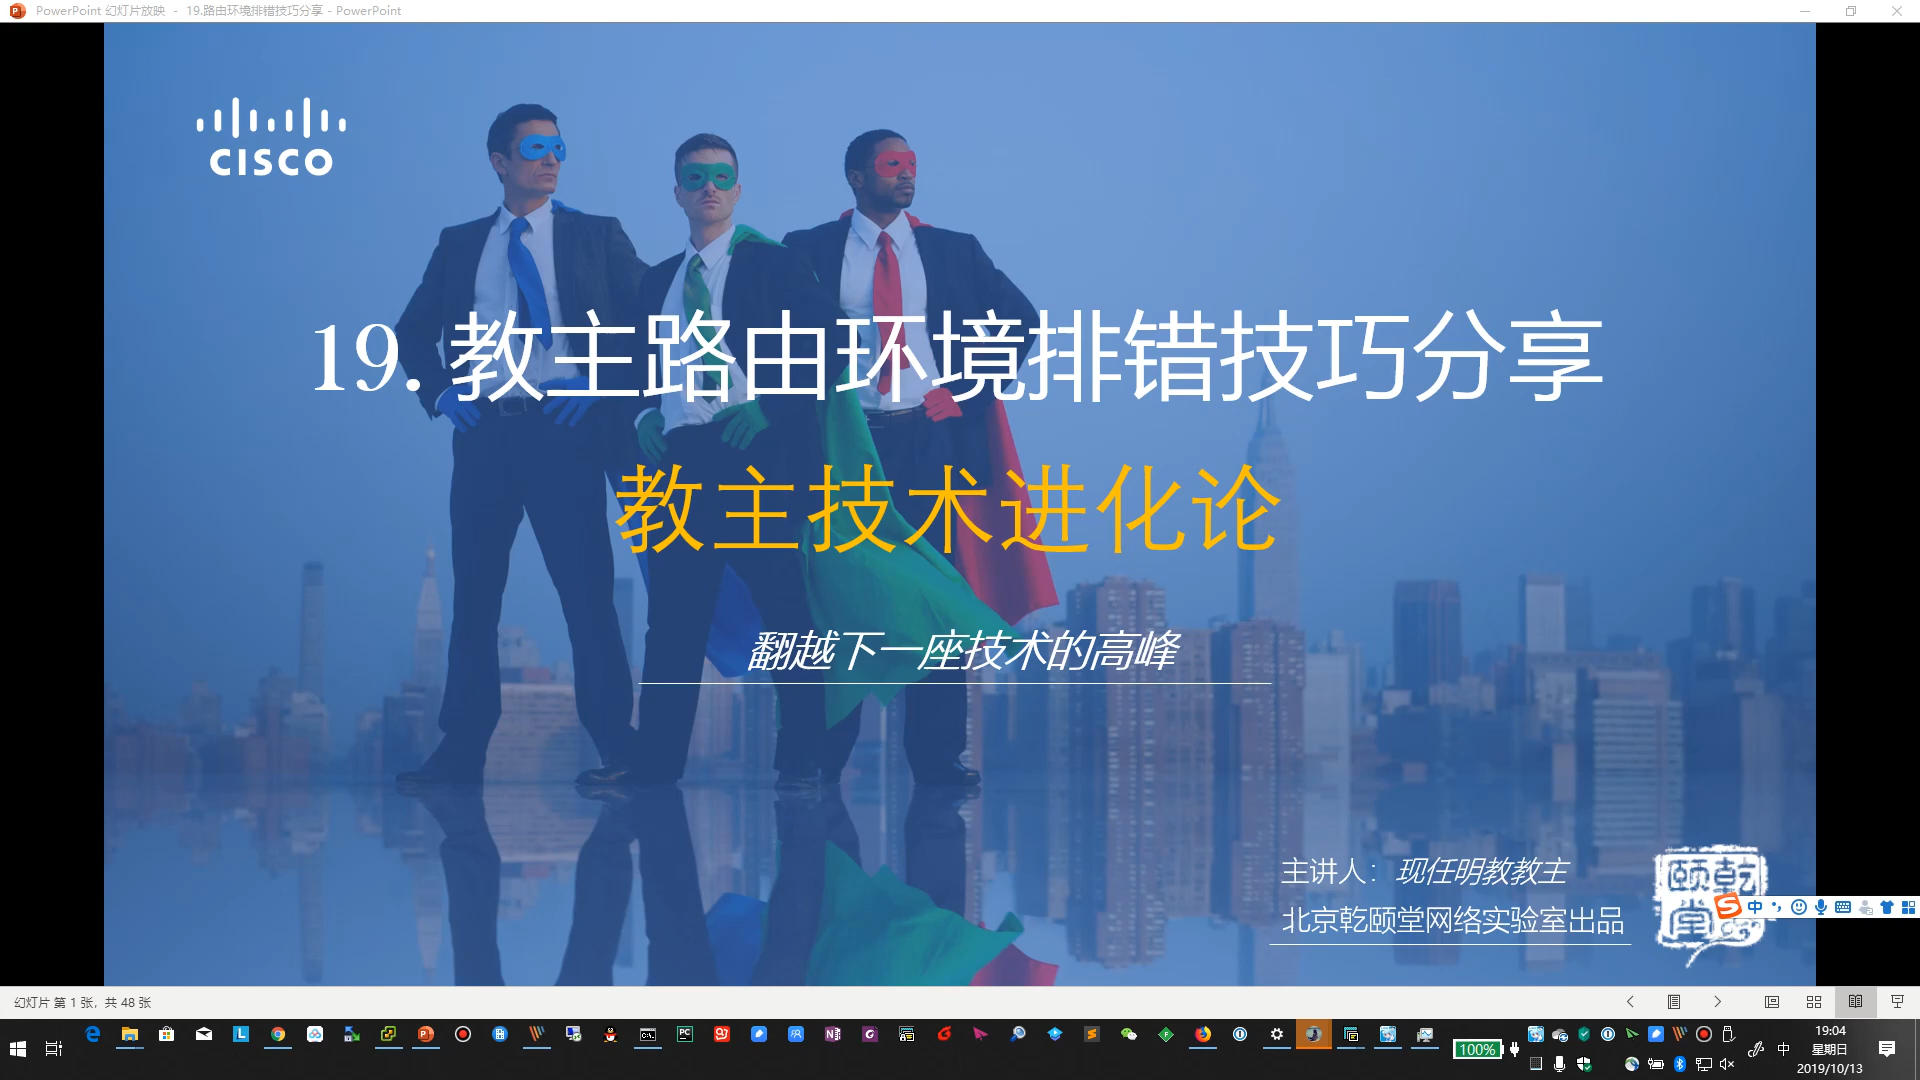 PowerPoint 幻灯片放映 - 19.路由环境排错技巧分享 - PowerPoint
CISCO
19. 教主路由环境排错技巧分享
教主技术进化论
翻越下一座技术的高峰
主讲人：现任明教教主
北京乾颐堂网络实验室出品
乾颐堂
中
幻灯片 第 1 张，共 48 张
100%
中
19:04
星期日
2019/10/13